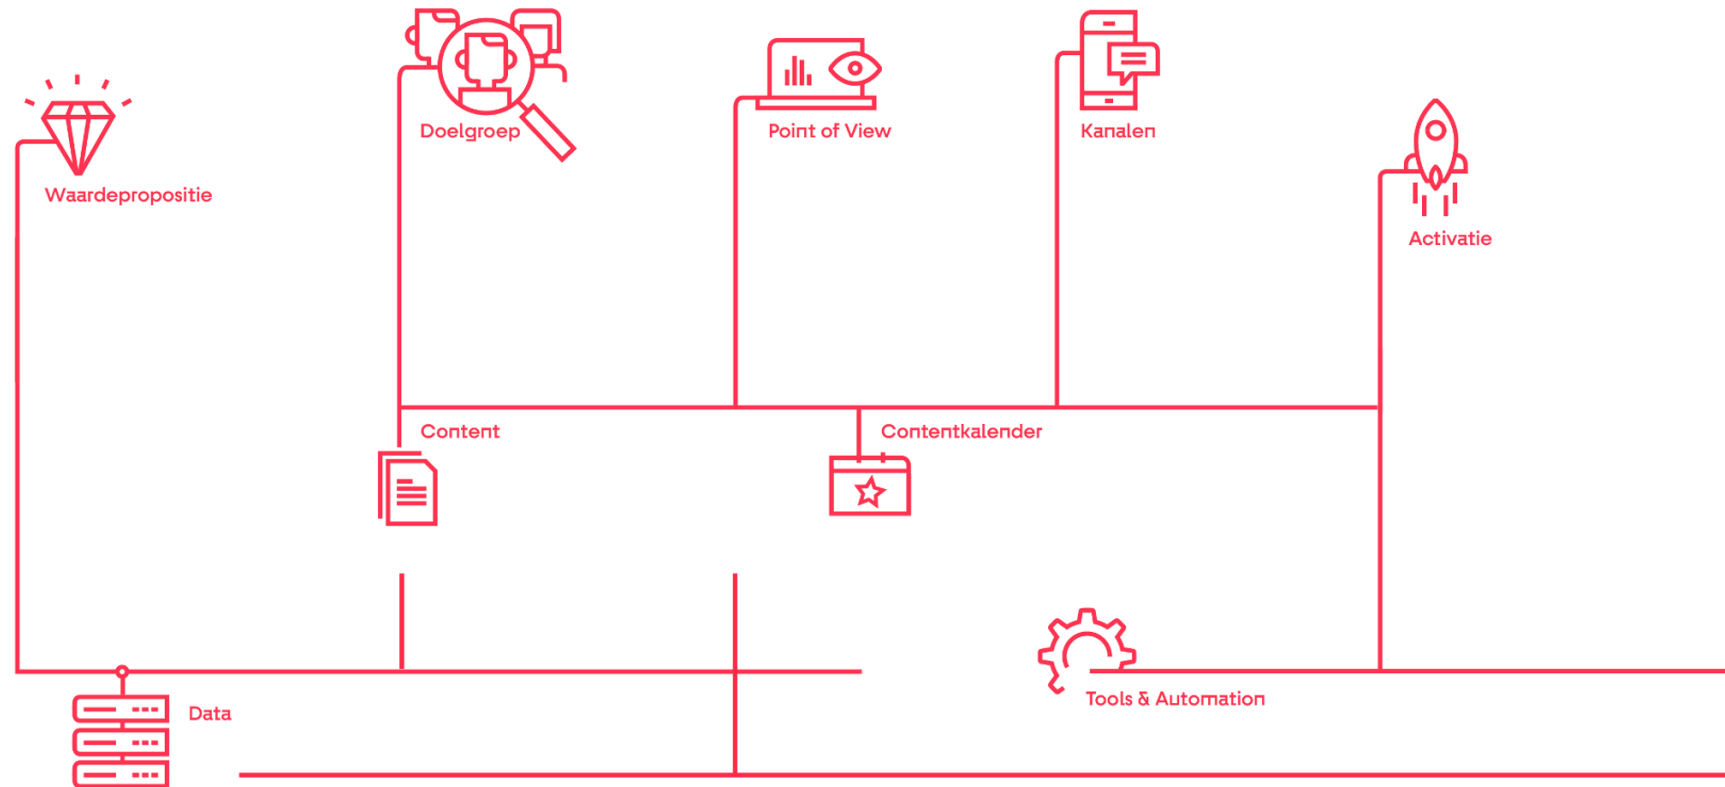 Doelgroep
Point of View
Kanalen
Waardepropositie
Activatie
Content
Contentkalender
Tools & Automation
Data